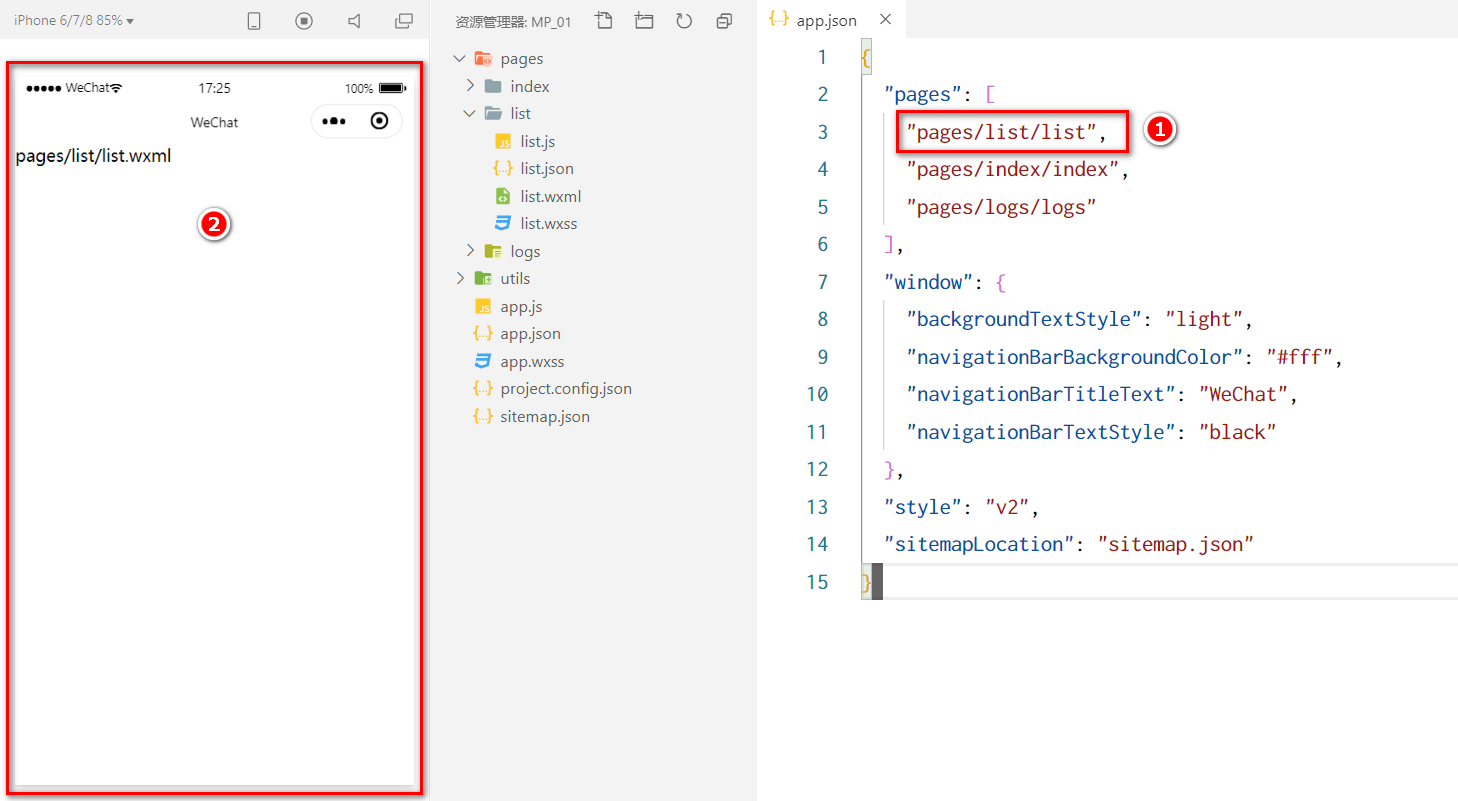 iPhone 6/7/8 85%
WeChat
17:25
100%
WeChat
pages/list/list.wxml
2
资源管理器: MP_01
pages
index
list
JS list.js
{..} list.json
list.wxml
list.wxss
logs
utils
JS app.js
{..} app.json
app.wxss
{..} project.config.json
{..} sitemap.json
{..} app.json
1 {
2 "pages": [
3 "pages/list/list",
1
4 "pages/index/index",
5 "pages/logs/logs"
6 ],
7 "window": {
8 "backgroundTextStyle": "light",
9 "navigationBarBackgroundColor": "#fff",
10 "navigationBarTitleText": "WeChat",
11 "navigationBarTextStyle": "black"
12 },
13 "style": "v2",
14 "sitemapLocation": "sitemap.json"
15 }